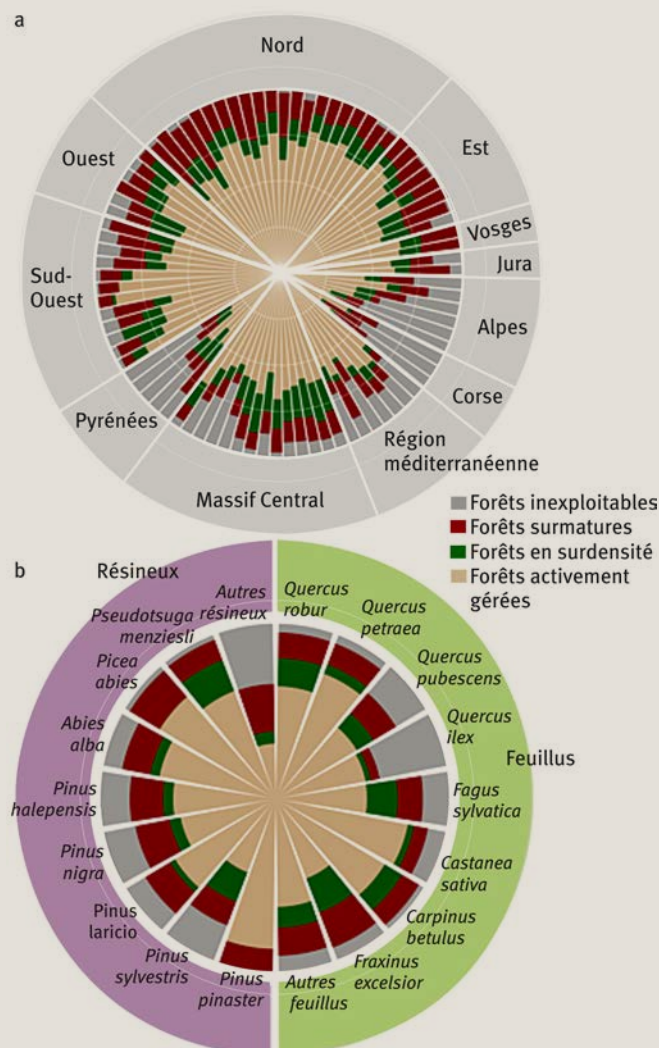 a
Nord
Est
Vosges
Jura
Alpes
Corse
Région
méditerranéenne
Massif Central
Pyrénées
Sud-
Ouest
Ouest
Forêts inexploitables
Forêts surmatures
Forêts en surdensité
Forêts activement
gérées
b
Résineux
Autres
résineux
Pseudotsuga
menziesli
Picea
abies
Abies
alba
Pinus
halepensis
Pinus
nigra
Pinus
laricio
Pinus
sylvestris
Pinus
pinaster
Quercus
robur
Quercus
petraea
Quercus
pubescens
Quercus
ilex
Feuillus
Fagus
sylvatica
Castanea
sativa
Carpinus
betulus
Fraxinus
excelsior
Autres
feuillus